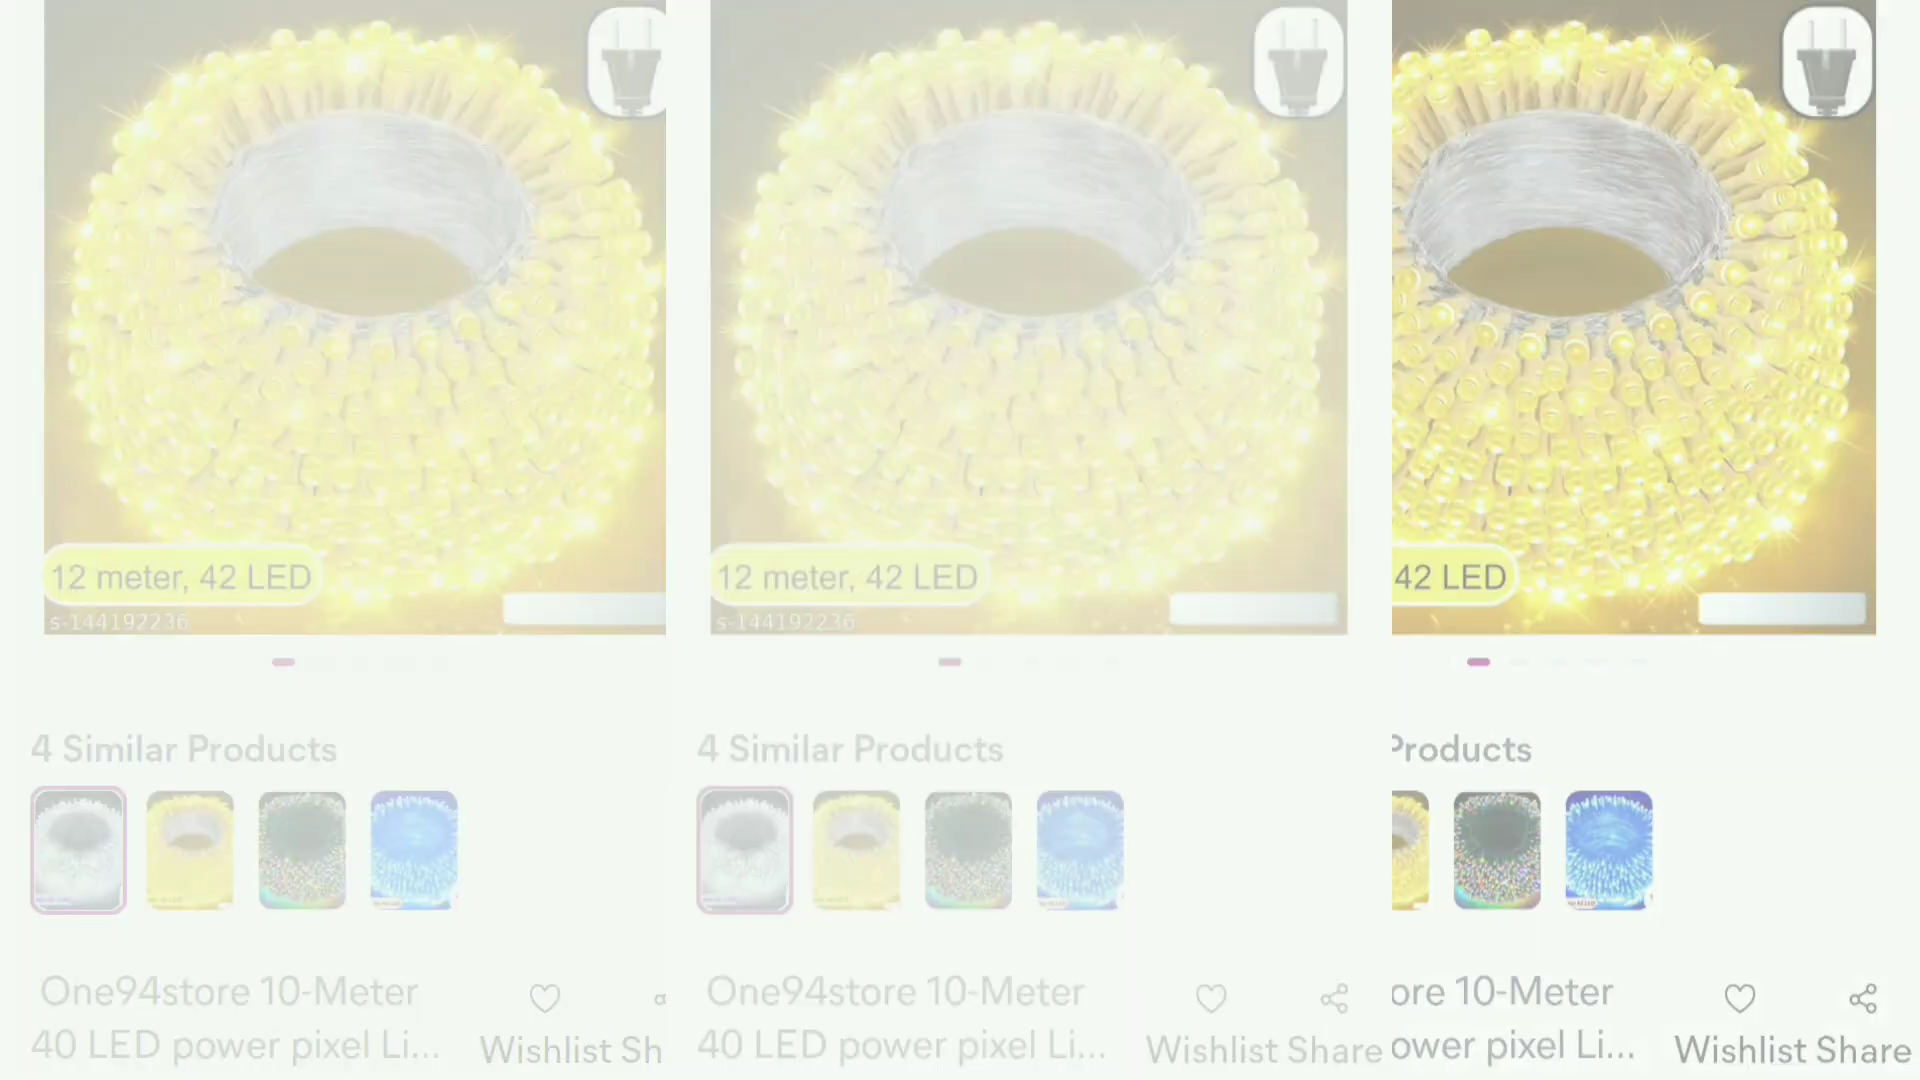 12 meter, 42 LED
s-144192236
4 Similar Products
One94store 10-Meter
40 LED power pixel Li...
Wishlist Sh
12 meter, 42 LED
s-144192236
4 Similar Products
One94store 10-Meter
40 LED power pixel Li...
Wishlist Share
42 LED
Products
ore 10-Meter
ower pixel Li...
Wishlist Share